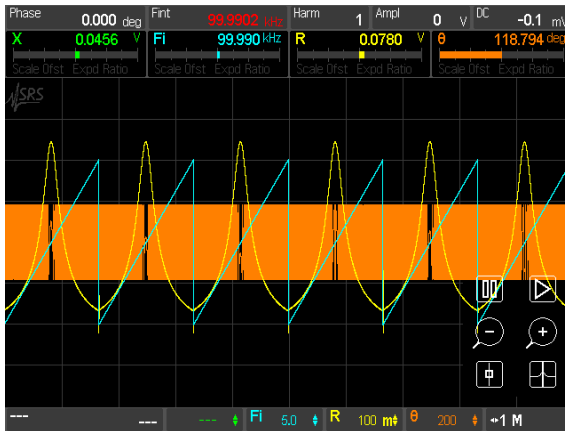 Phase 0.000 deg Fint 99.9902 kHz Harm 1 Ampl 0 V DC -0.1 mV
X 0.0456 V Fi 99.990 kHz R 0.0780 V θ 118.794 deg
Scale Ofst Expd Ratio Scale Ofst Expd Ratio Scale Ofst Expd Ratio Scale Ofst Expd Ratio
SRS
--- --- --- Fi 5.0 R 100 m θ 200 1 M